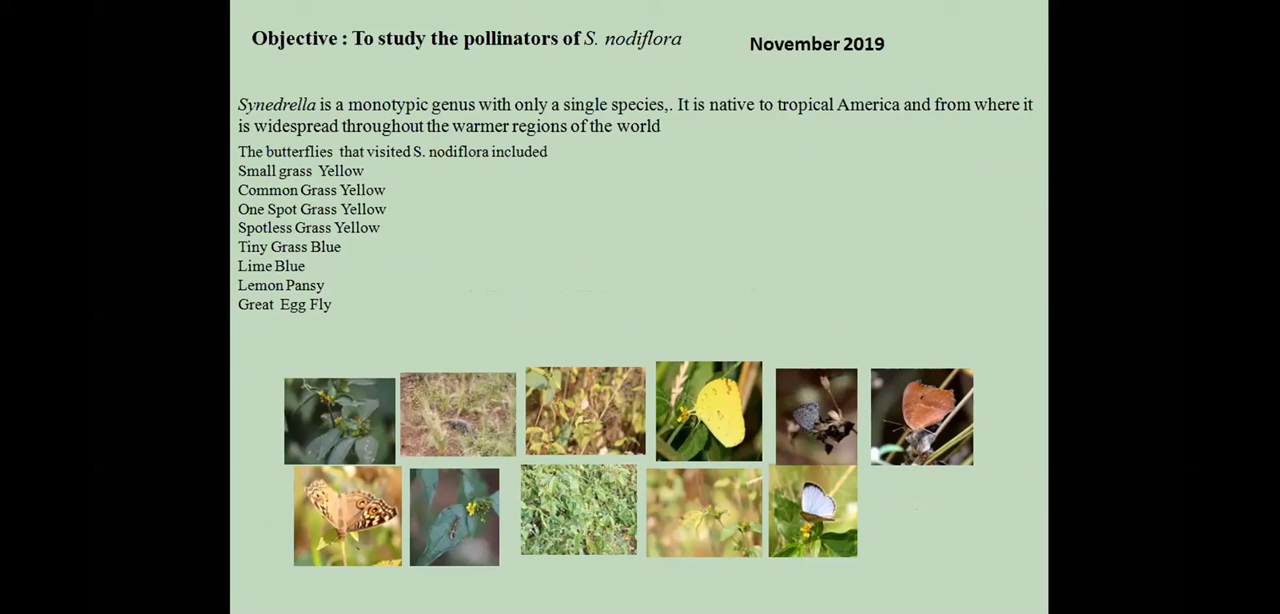 Objective : To study the pollinators of S. nodiflora
November 2019
Synedrella is a monotypic genus with only a single species,. It is native to tropical America and from where it
is widespread throughout the warmer regions of the world
The butterflies that visited S. nodiflora included
Small grass Yellow
Common Grass Yellow
One Spot Grass Yellow
Spotless Grass Yellow
Tiny Grass Blue
Lime Blue
Lemon Pansy
Great Egg Fly